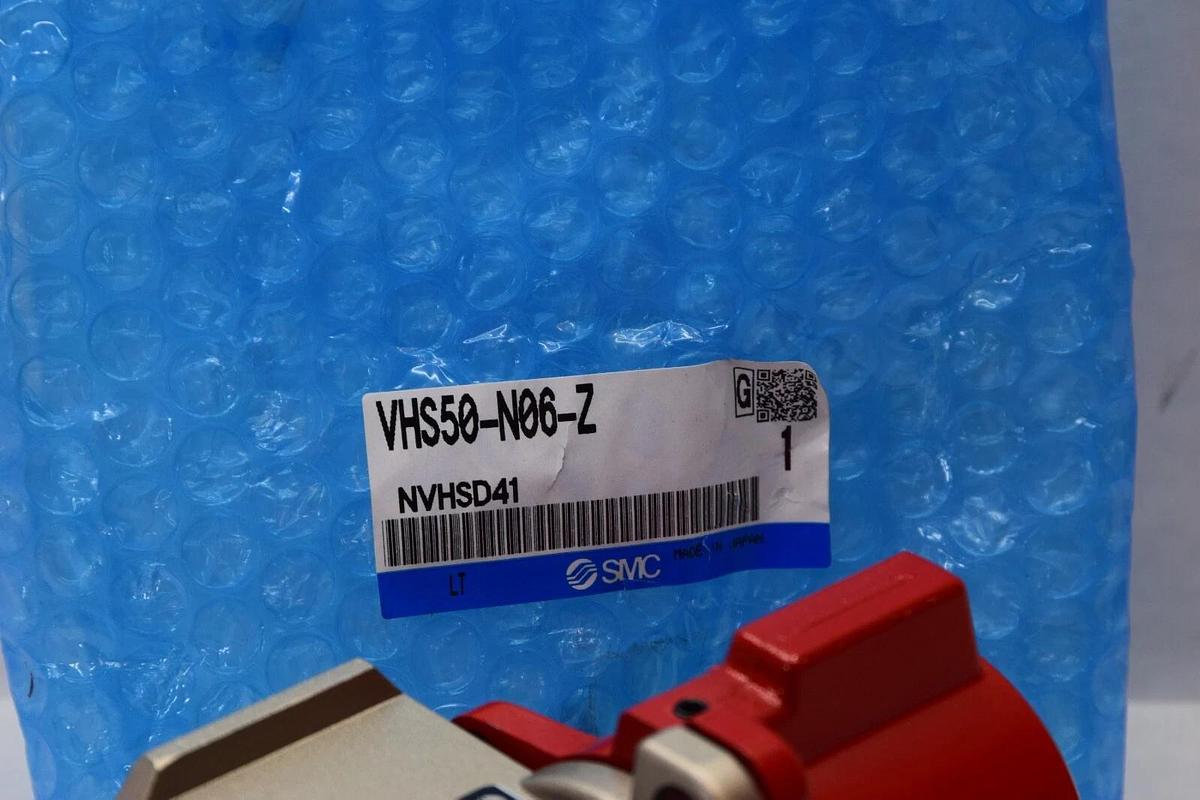 VHS50-N06-Z
G
1
NVHSD41
LT
SMC
MADE IN JAPAN